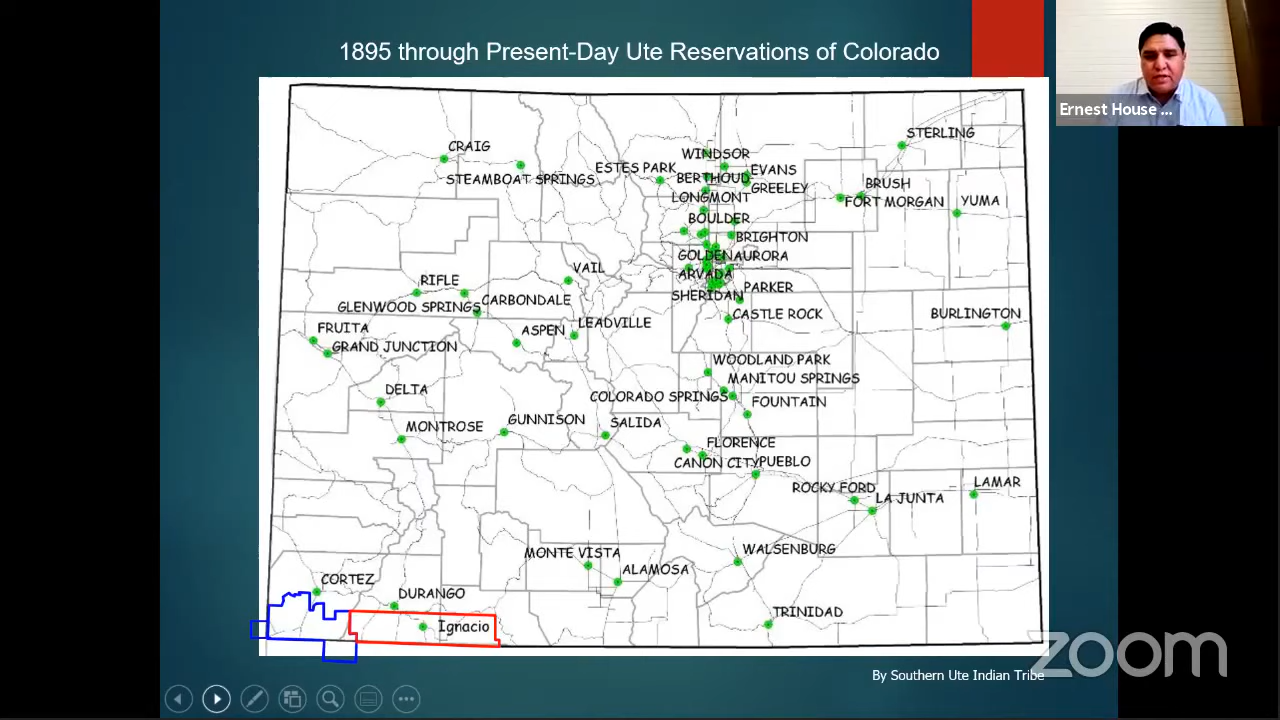 1895 through Present-Day Ute Reservations of Colorado
Ernest House ...
STERLING
CRAIG
WINDSOR
STEAMBOAT SPRINGS
ESTES PARK
BERTHOUD
EVANS
GREELEY
BRUSH
FORT MORGAN
YUMA
LONGMONT
BOULDER
BRIGHTON
GOLDEN
AURORA
VAIL
ARVADA
RIFLE
PARKER
SHERIDAN
CARBONDALE
GLENWOOD SPRINGS
CASTLE ROCK
BURLINGTON
FRUITA
ASPEN
LEADVILLE
GRAND JUNCTION
WOODLAND PARK
MANITOU SPRINGS
DELTA
COLORADO SPRINGS
FOUNTAIN
GUNNISON
SALIDA
MONTROSE
FLORENCE
CANON CITY
PUEBLO
ROCKY FORD
LA JUNTA
LAMAR
MONTE VISTA
WALSENBURG
ALAMOSA
CORTEZ
DURANGO
TRINIDAD
Ignacio
zoom
By Southern Ute Indian Tribe